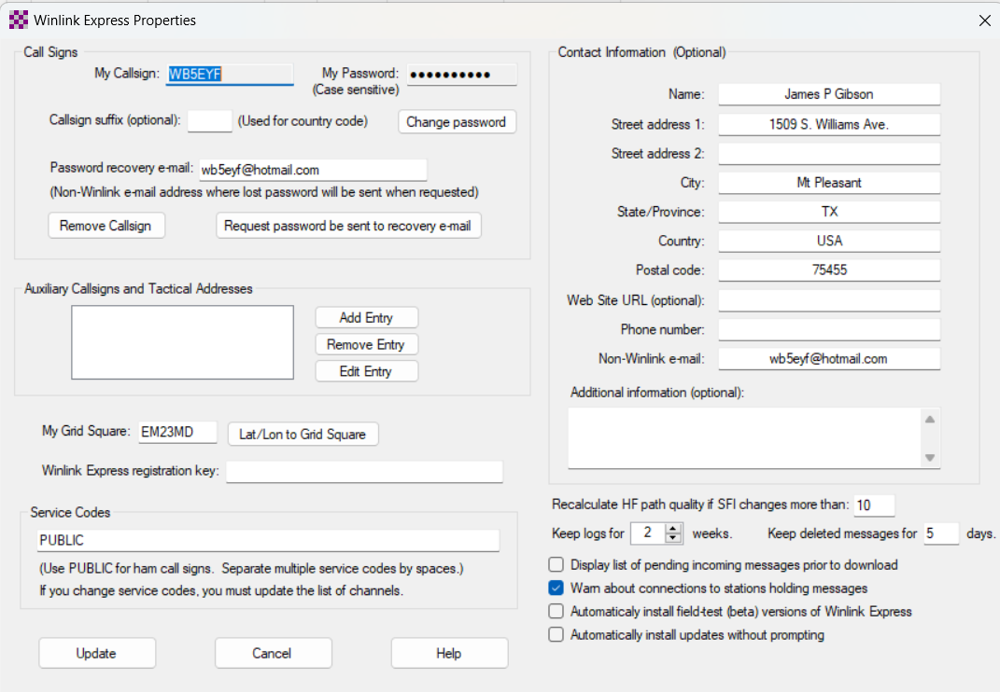 Winlink Express Properties
Call Signs
My Callsign: WB5EYF
My Password: ●●●●●●●●●●
(Case sensitive)
Callsign suffix (optional): (Used for country code)
Change password
Password recovery e-mail: wb5eyf@hotmail.com
(Non-Winlink e-mail address where lost password will be sent when requested)
Remove Callsign
Request password be sent to recovery e-mail
Auxiliary Callsigns and Tactical Addresses
Add Entry
Remove Entry
Edit Entry
My Grid Square: EM23MD
Lat/Lon to Grid Square
Winlink Express registration key:
Service Codes
PUBLIC
(Use PUBLIC for ham call signs. Separate multiple service codes by spaces.)
If you change service codes, you must update the list of channels.
Update
Cancel
Help
Contact Information (Optional)
Name: James P Gibson
Street address 1: 1509 S. Williams Ave.
Street address 2:
City: Mt Pleasant
State/Province: TX
Country: USA
Postal code: 75455
Web Site URL (optional):
Phone number:
Non-Winlink e-mail: wb5eyf@hotmail.com
Additional information (optional):
Recalculate HF path quality if SFI changes more than: 10
Keep logs for 2 weeks.
Keep deleted messages for 5 days.
Display list of pending incoming messages prior to download
Warn about connections to stations holding messages
Automaticaly install field-test (beta) versions of Winlink Express
Automatically install updates without prompting